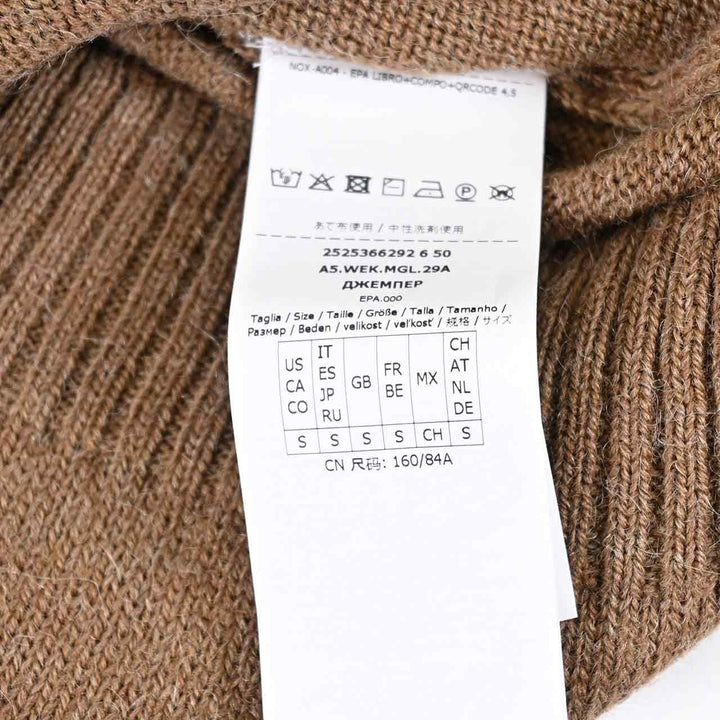 NOX-A004 - EPA LIBRO+COMPO+QRCODE 4,5
あて布使用 / 中性洗剤使用
2525366292 6 50
A5.WEK.MGL.29A
ДЖЕМПЕР
EPA.000
Taglia / Size / Taille / Größe / Talla / Tamanho /
Размер / Beden / velikost / veľkosť / 规格 / サイズ
US CA CO IT ES JP RU GB FR BE MX CH AT NL DE
S S S S CH S
CN 尺码: 160/84A